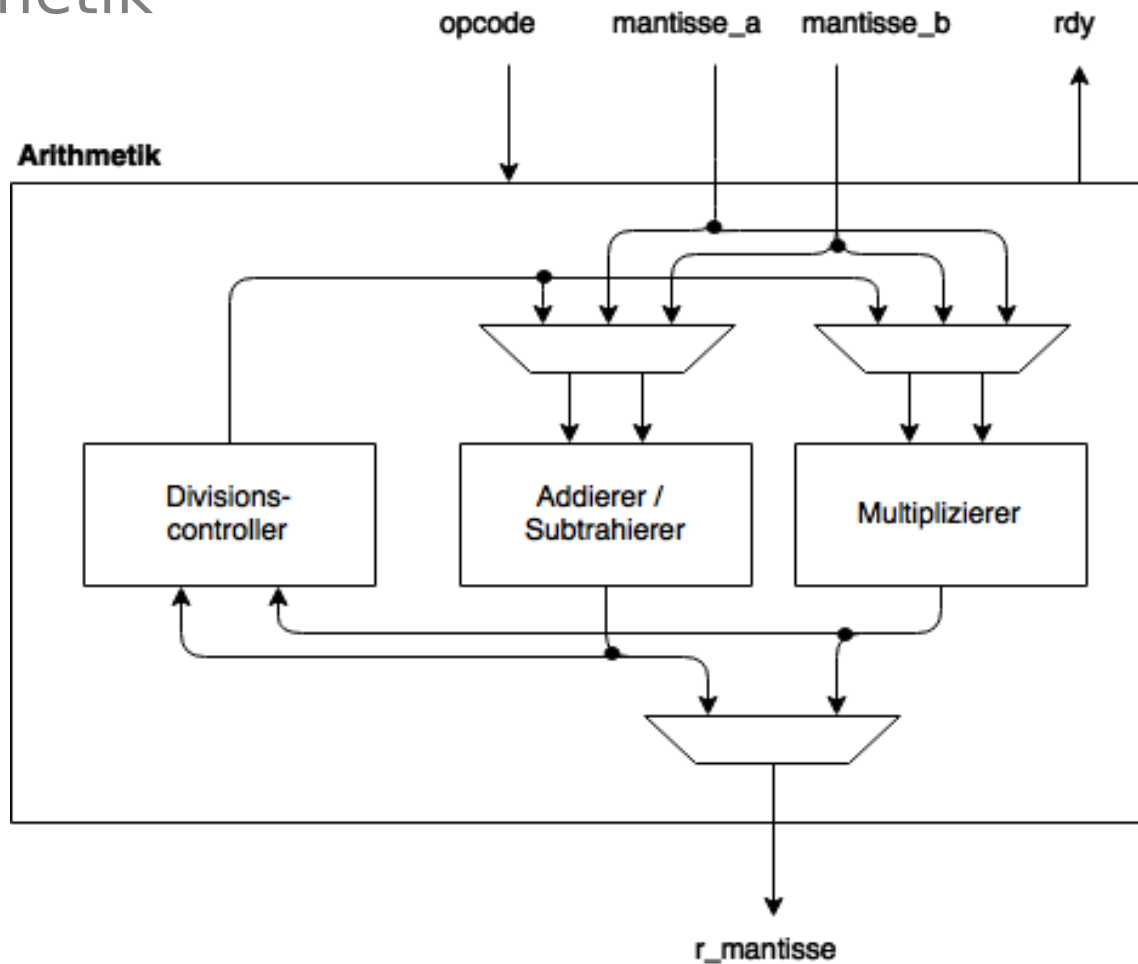 opcode mantisse_a mantisse_b rdy
Arithmetik
Divisions-
controller
Addierer /
Subtrahierer
Multiplizierer
r_mantisse